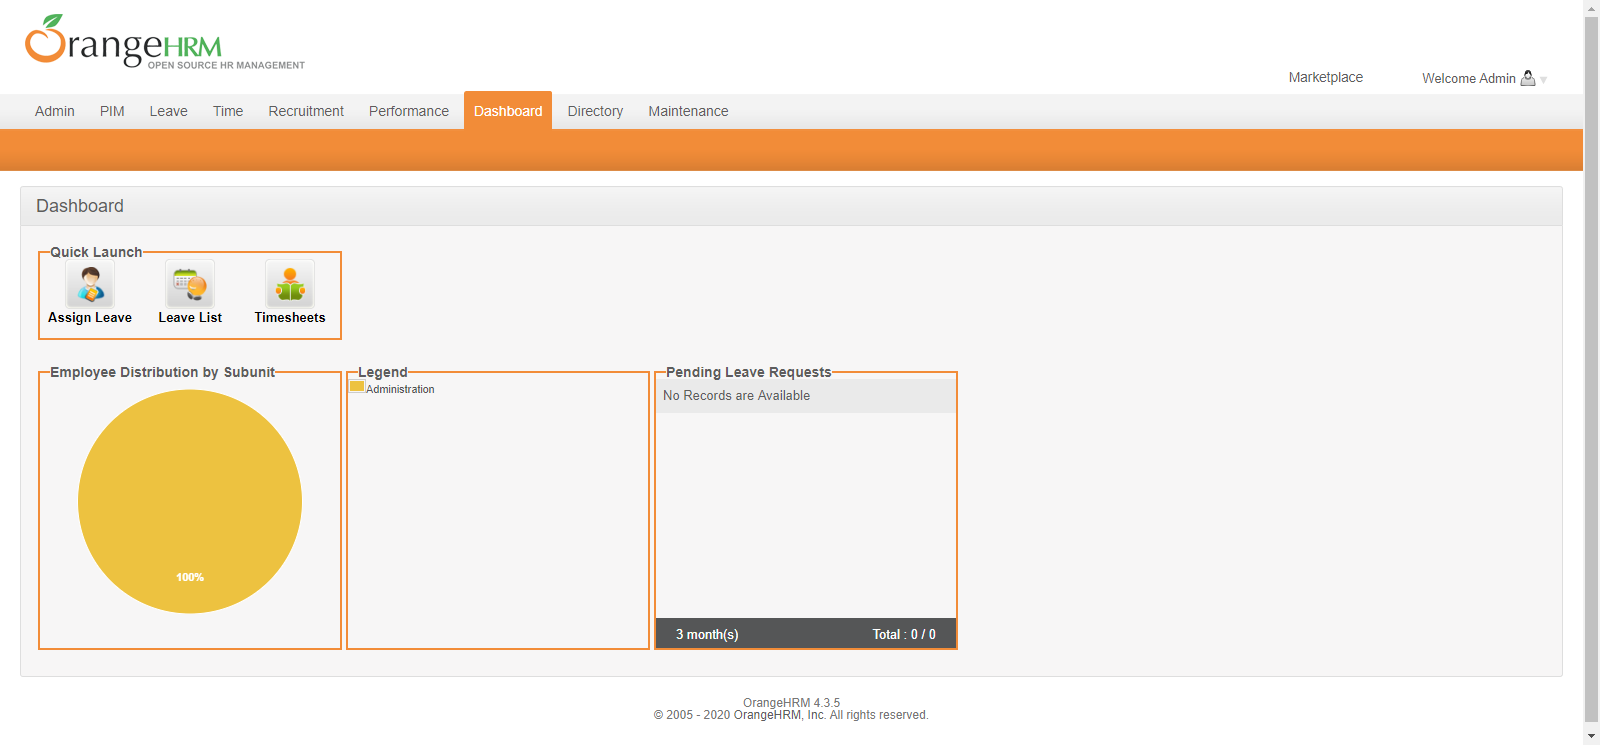 OrangeHRM
OPEN SOURCE HR MANAGEMENT
Marketplace
Welcome Admin
Admin PIM Leave Time Recruitment Performance Dashboard Directory Maintenance
Dashboard
Quick Launch
Assign Leave Leave List Timesheets
Employee Distribution by Subunit
100%
Legend
Administration
Pending Leave Requests
No Records are Available
3 month(s) Total : 0 / 0
OrangeHRM 4.3.5
© 2005 - 2020 OrangeHRM, Inc. All rights reserved.